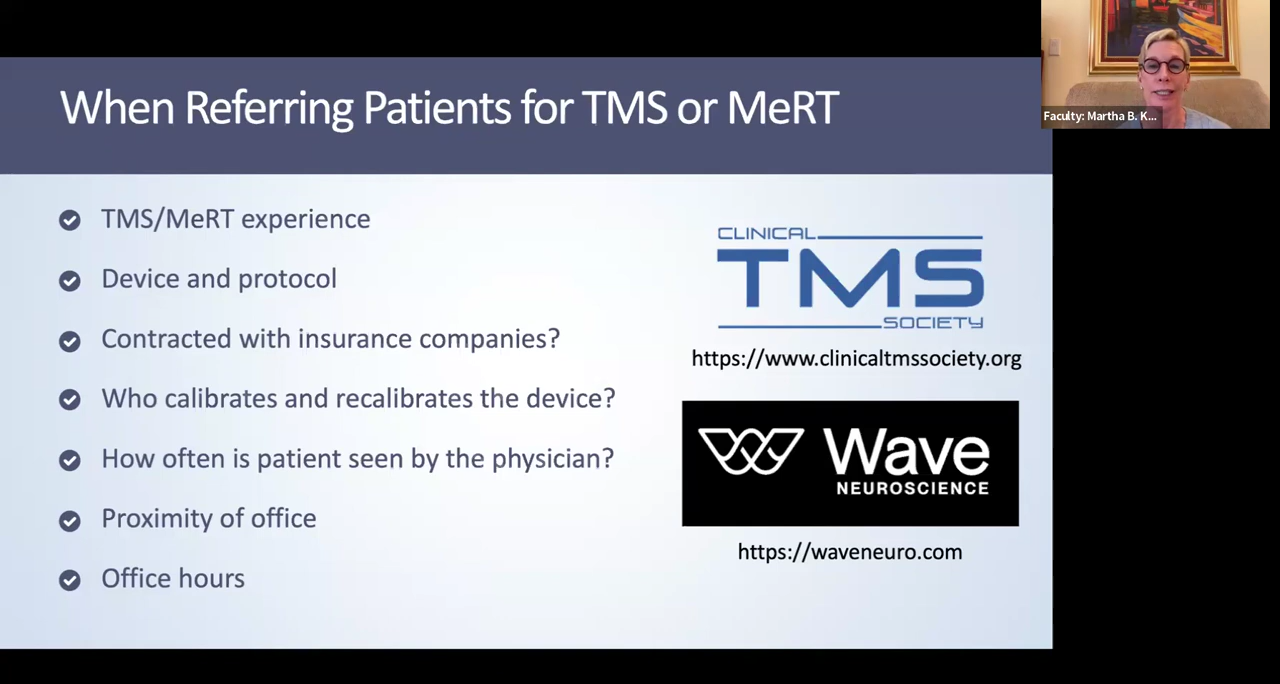 When Referring Patients for TMS or MeRT
Faculty: Martha B. K...
TMS/MeRT experience
Device and protocol
Contracted with insurance companies?
Who calibrates and recalibrates the device?
How often is patient seen by the physician?
Proximity of office
Office hours
CLINICAL
TMS
SOCIETY
https://www.clinicaltmssociety.org
Wave
NEUROSCIENCE
https://waveneuro.com